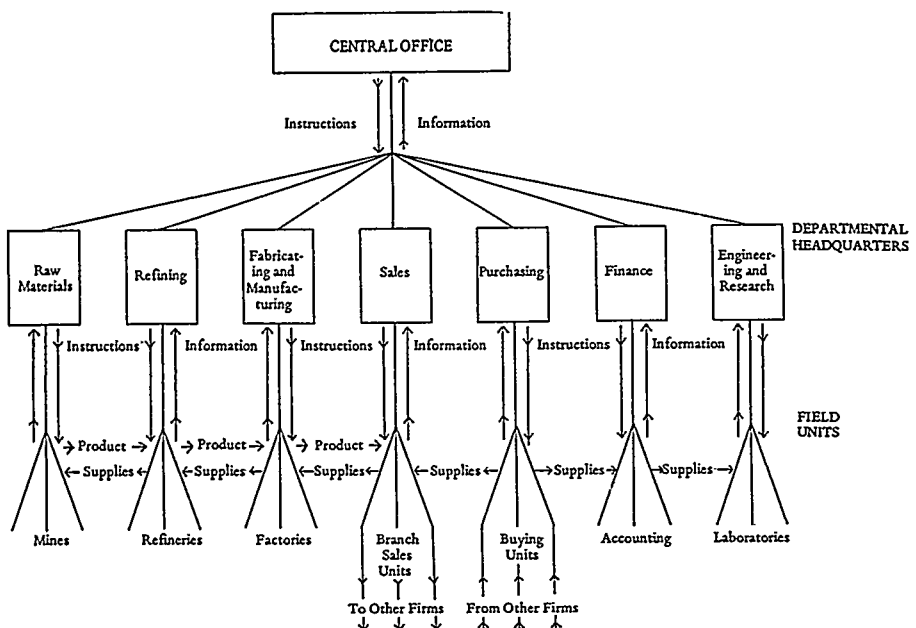 CENTRAL OFFICE
Instructions
Information
DEPARTMENTAL
HEADQUARTERS
Raw
Materials
Refining
Fabricat-
ing and
Manufac-
turing
Sales
Purchasing
Finance
Engineer-
ing and
Research
Instructions
Information
Instructions
Information
Instructions
Information
FIELD
UNITS
Product
Product
Product
Supplies
Supplies
Supplies
Supplies
Supplies
Supplies
Mines
Refineries
Factories
Branch
Sales
Units
Buying
Units
Accounting
Laboratories
To Other Firms
From Other Firms